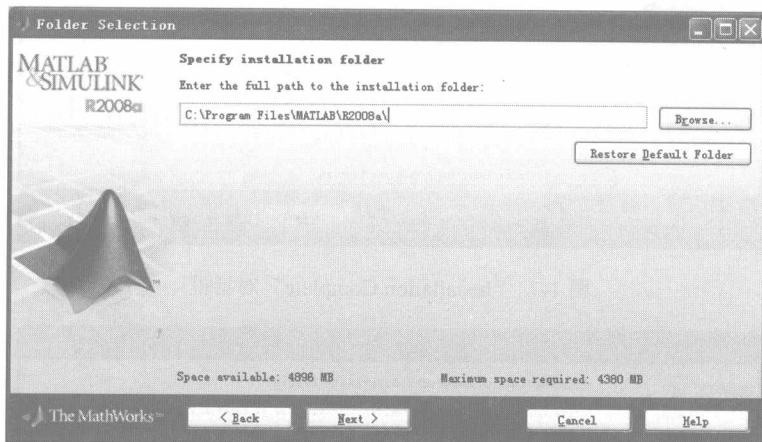 Folder Selection
MATLAB
&SIMULINK
R2008a
Specify installation folder
Enter the full path to the installation folder:
C:\Program Files\MATLAB\R2008a\
Browse...
Restore Default Folder
Space available: 4896 MB
Maximum space required: 4380 MB
The MathWorks
< Back
Next >
Cancel
Help